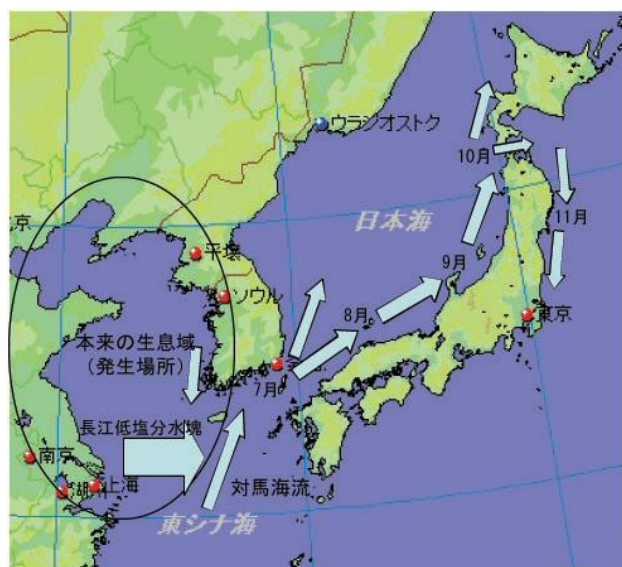 ウラジオストク
10月
日本海
京
11月
平壌
9月
ソウル
8月
東京
本来の生息域
(発生場所)
7月
長江低塩分水塊
南京
上海
湖
対馬海流
東シナ海